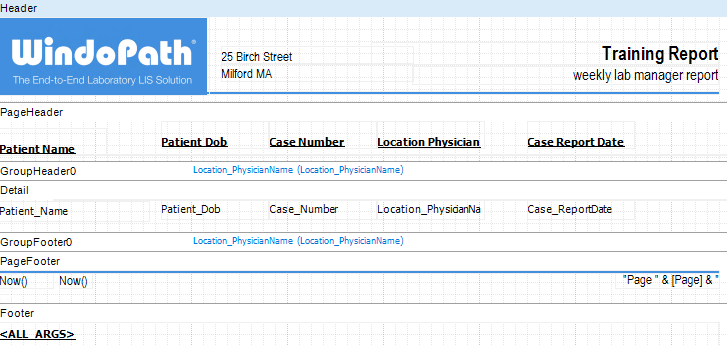 Header
WindoPath®
The End-to-End Laboratory LIS Solution
25 Birch Street
Milford MA
Training Report
weekly lab manager report
PageHeader
Patient Name Patient Dob Case Number Location Physician Case Report Date
GroupHeader0 Location_PhysicianName (Location_PhysicianName)
Detail
Patient_Name Patient_Dob Case_Number Location_PhysicianNa Case_ReportDate
GroupFooter0 Location_PhysicianName (Location_PhysicianName)
PageFooter
Now() Now() "Page " & [Page] & "
Footer
<ALL_ARGS>